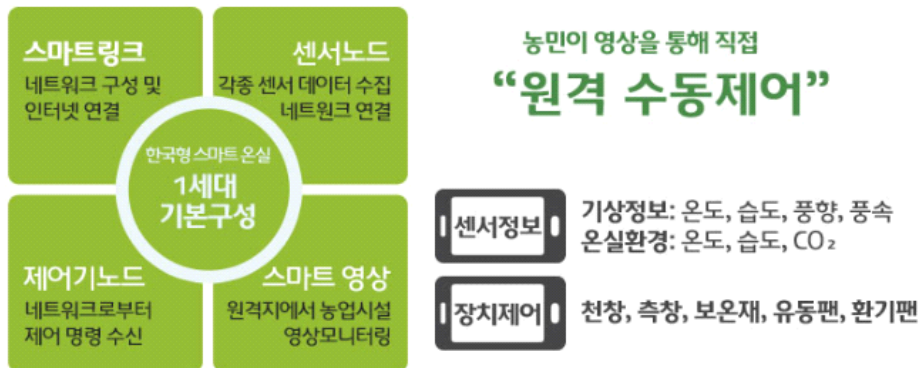 스마트링크
네트워크 구성 및
인터넷 연결
센서노드
각종 센서 데이터 수집
네트웍크 연결
한국형 스마트 온실
1세대
기본구성
제어기노드
네트워크로부터
제어 명령 수신
스마트 영상
원격지에서 농업시설
영상모니터링
농민이 영상을 통해 직접
“원격 수동제어”
센서정보
기상정보: 온도, 습도, 풍향, 풍속
온실환경: 온도, 습도, CO₂
장치제어
천창, 측창, 보온재, 유동팬, 환기팬